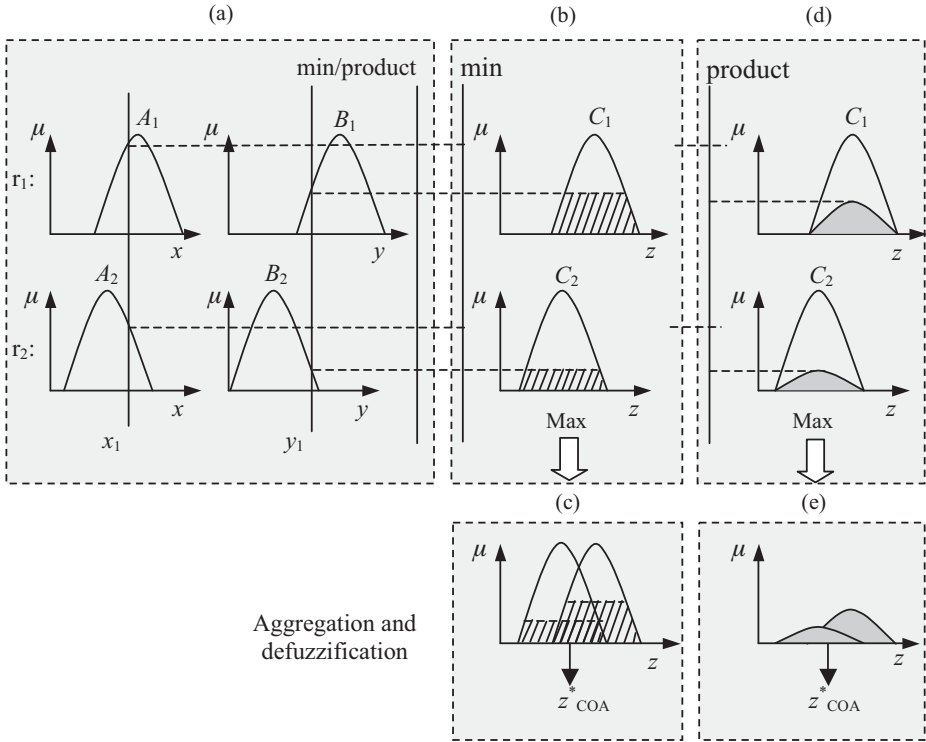 (a)
(b)
(d)
min/product
min
product
μ
A₁
μ
B₁
μ
C₁
μ
C₁
r₁:
x
y
z
z
μ
A₂
μ
B₂
μ
C₂
μ
C₂
r₂:
x
y
z
z
x₁
y₁
Max
Max
(c)
(e)
μ
μ
Aggregation and
defuzzification
z
z
z*COA
z*COA